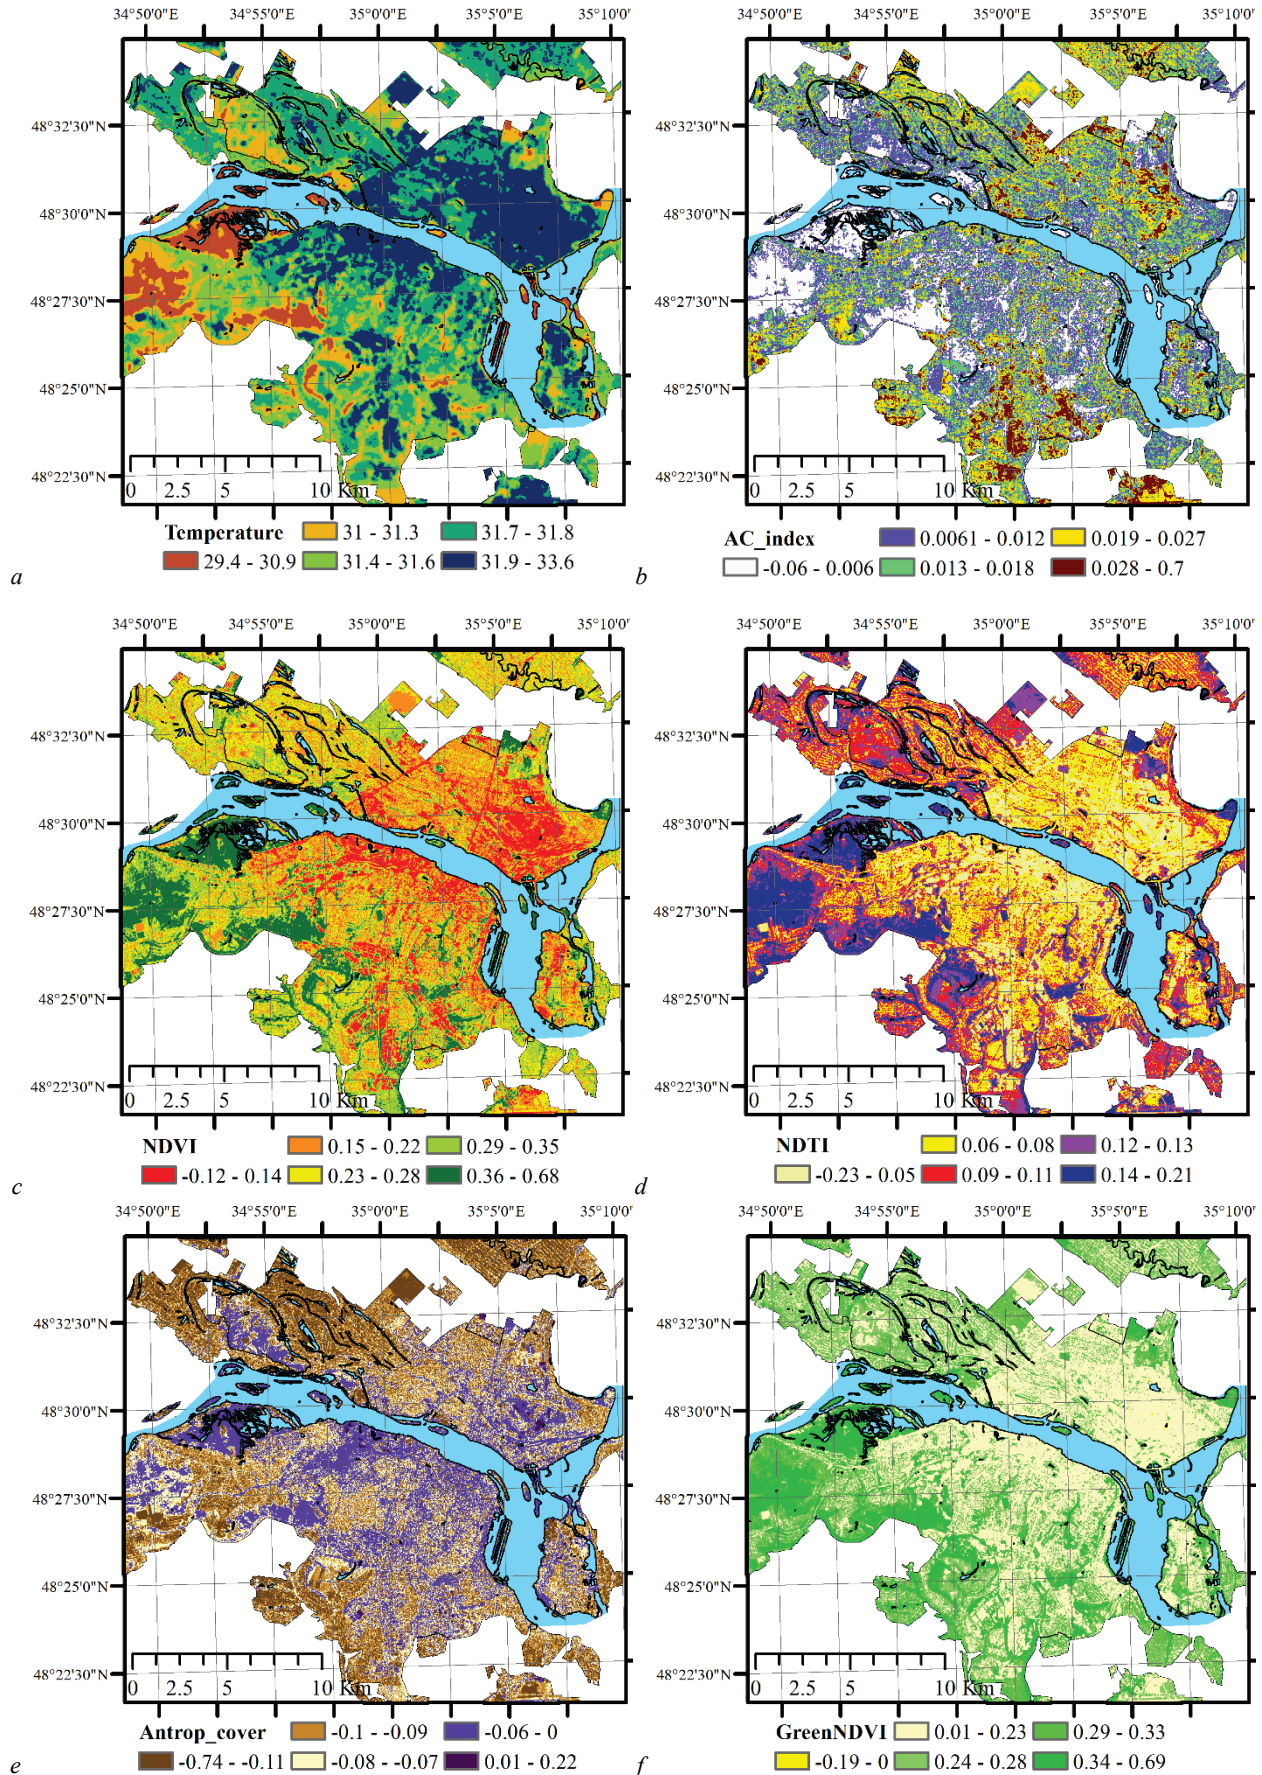 34°50'0"E 34°55'0"E 35°0'0"E 35°5'0"E 35°10'0'
34°50'0"E 34°55'0"E 35°0'0"E 35°5'0"E 35°10'0'
48°32'30"N
48°30'0"N
48°27'30"N
48°25'0"N
48°22'30"N
0 2.5 5 10 Km
Temperature 31 - 31.3 31.7 - 31.8
29.4 - 30.9 31.4 - 31.6 31.9 - 33.6
a
48°32'30"N
48°30'0"N
48°27'30"N
48°25'0"N
48°22'30"N
0 2.5 5 10 Km
AC_index 0.0061 - 0.012 0.019 - 0.027
-0.06 - 0.006 0.013 - 0.018 0.028 - 0.7
b
34°50'0"E 34°55'0"E 35°0'0"E 35°5'0"E 35°10'0'
34°50'0"E 34°55'0"E 35°0'0"E 35°5'0"E 35°10'0'
48°32'30"N
48°30'0"N
48°27'30"N
48°25'0"N
48°22'30"N
0 2.5 5 10 Km
NDVI 0.15 - 0.22 0.29 - 0.35
-0.12 - 0.14 0.23 - 0.28 0.36 - 0.68
c
48°32'30"N
48°30'0"N
48°27'30"N
48°25'0"N
48°22'30"N
0 2.5 5 10 Km
NDTI 0.06 - 0.08 0.12 - 0.13
-0.23 - 0.05 0.09 - 0.11 0.14 - 0.21
d
34°50'0"E 34°55'0"E 35°0'0"E 35°5'0"E 35°10'0'
34°50'0"E 34°55'0"E 35°0'0"E 35°5'0"E 35°10'0'
48°32'30"N
48°30'0"N
48°27'30"N
48°25'0"N
48°22'30"N
0 2.5 5 10 Km
Antrop_cover -0.1 - -0.09 -0.06 - 0
-0.74 - -0.11 -0.08 - -0.07 0.01 - 0.22
e
48°32'30"N
48°30'0"N
48°27'30"N
48°25'0"N
48°22'30"N
0 2.5 5 10 Km
GreenNDVI 0.01 - 0.23 0.29 - 0.33
-0.19 - 0 0.24 - 0.28 0.34 - 0.69
f